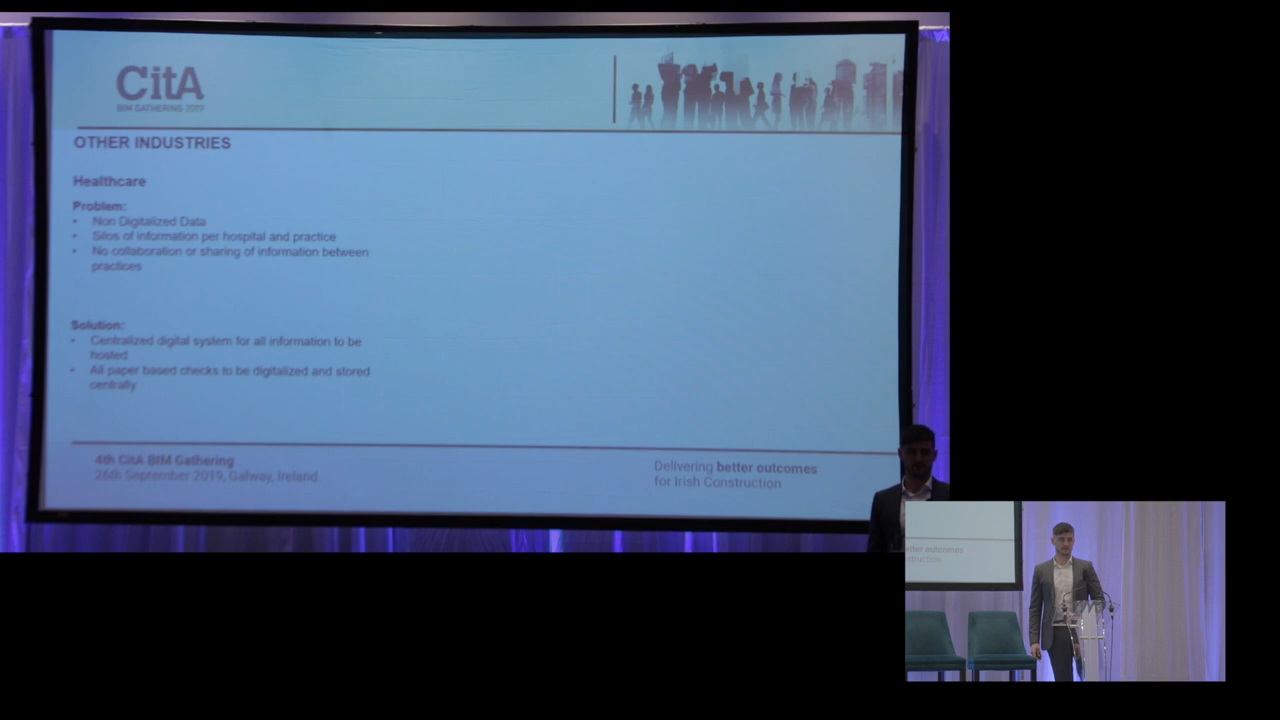 CitA
BIM GATHERING 2019
OTHER INDUSTRIES
Healthcare
Problem:
• Non Digitalized Data
• Silos of information per hospital and practice
• No collaboration or sharing of information between
practices
Solution:
• Centralized digital system for all information to be
hosted
• All paper based checks to be digitalized and stored
centrally
4th CitA BIM Gathering
26th September 2019, Galway, Ireland
Delivering better outcomes
for Irish Construction
etter outcomes
nstruction